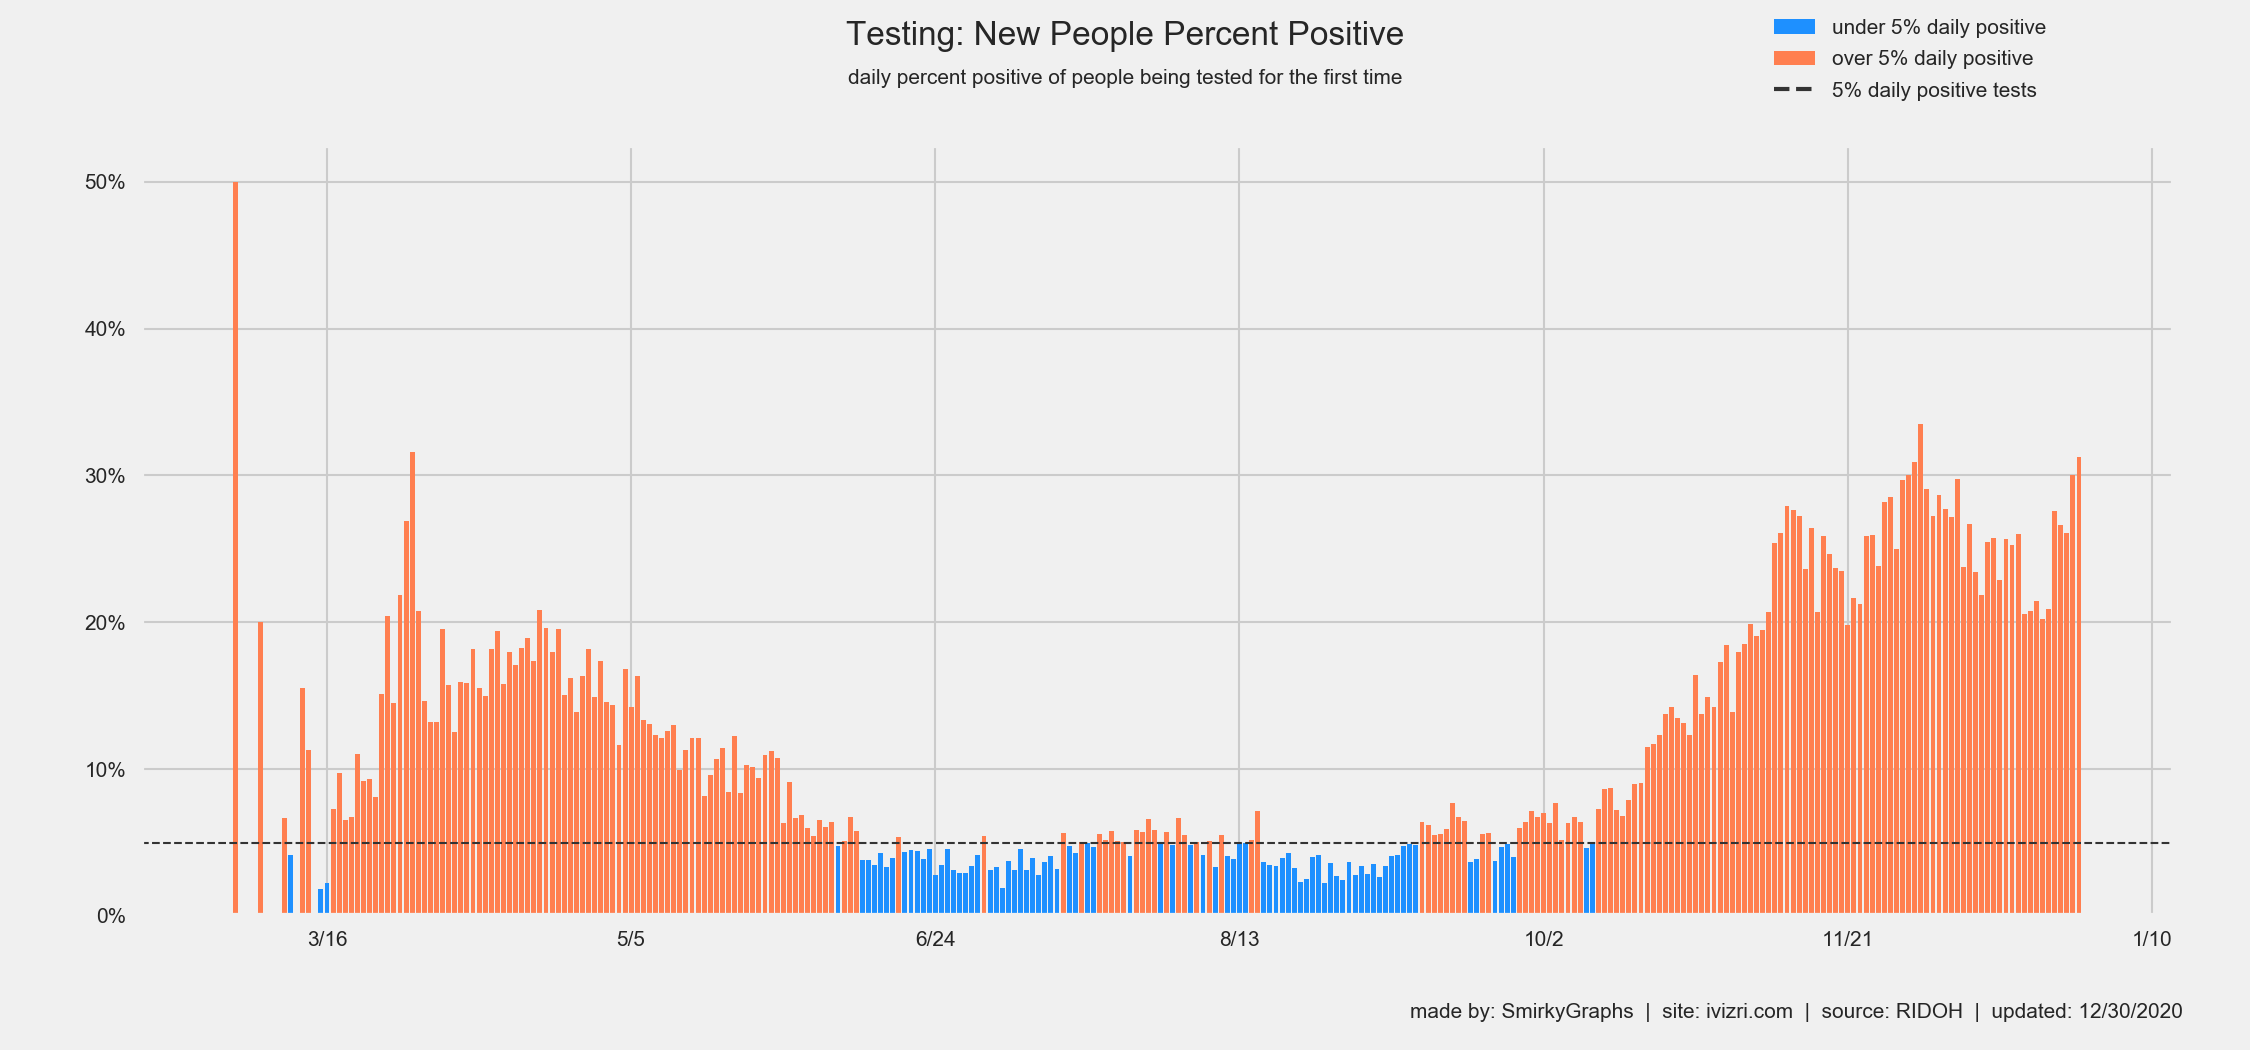 Testing: New People Percent Positive
daily percent positive of people being tested for the first time
under 5% daily positive
over 5% daily positive
5% daily positive tests
50%
40%
30%
20%
10%
0%
3/16
5/5
6/24
8/13
10/2
11/21
1/10
made by: SmirkyGraphs | site: ivizri.com | source: RIDOH | updated: 12/30/2020